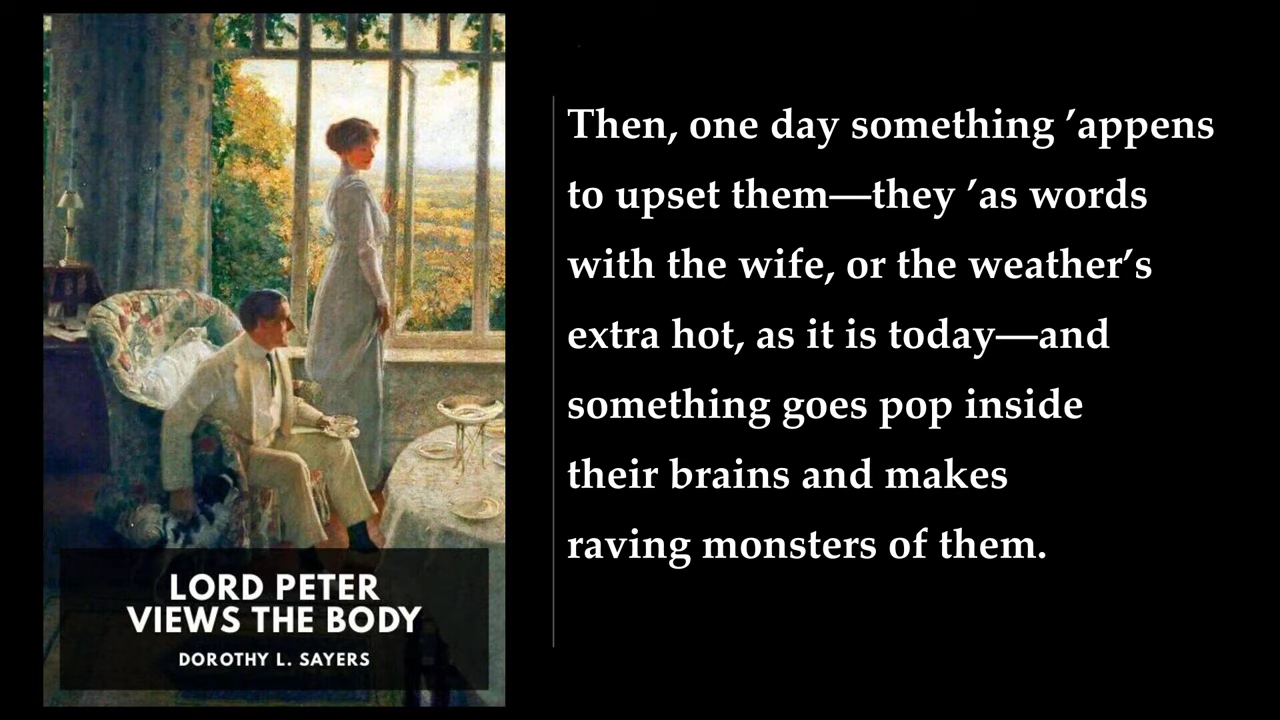 LORD PETER
VIEWS THE BODY
DOROTHY L. SAYERS
Then, one day something ’appens
to upset them—they ’as words
with the wife, or the weather’s
extra hot, as it is today—and
something goes pop inside
their brains and makes
raving monsters of them.